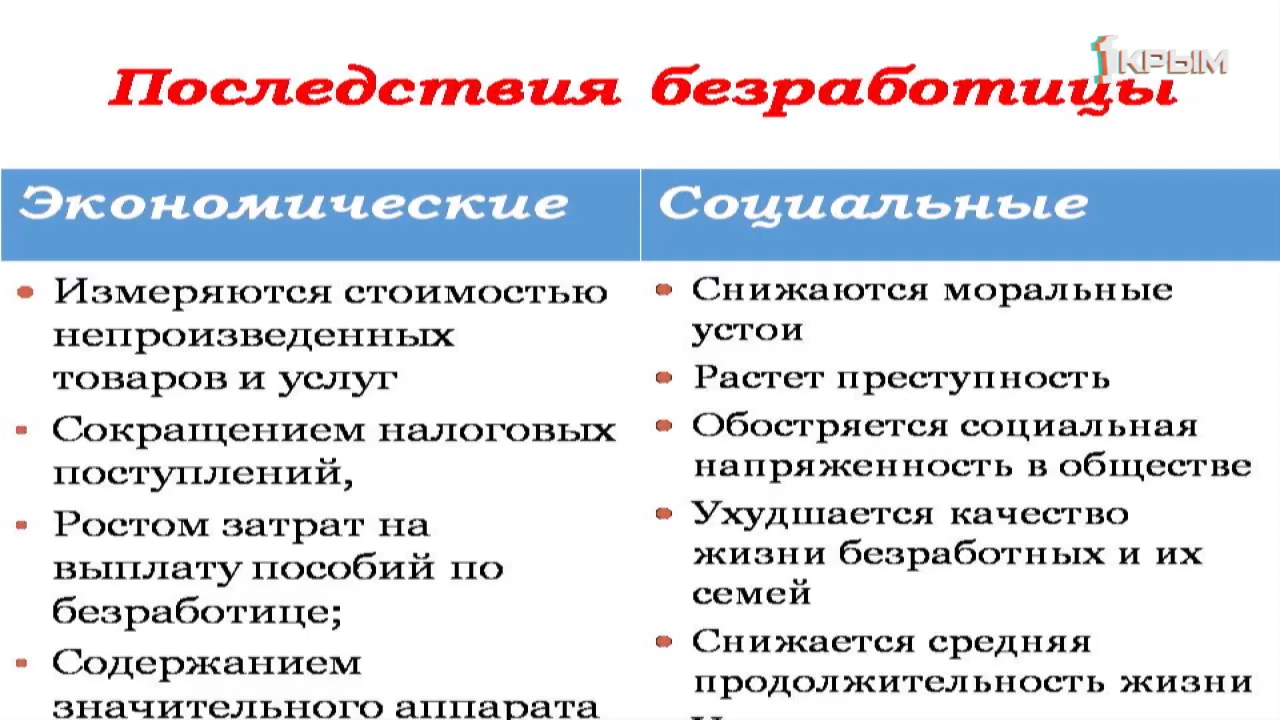 1 КРЫМ
Последствия безработицы
Экономические
Измеряются стоимостью
непроизведенных
товаров и услуг
Сокращением налоговых
поступлений,
Ростом затрат на
выплату пособий по
безработице;
Содержанием
значительного аппарата
Социальные
Снижаются моральные
устои
Растет преступность
Обостряется социальная
напряженность в обществе
Ухудшается качество
жизни безработных и их
семей
Снижается средняя
продолжительность жизни